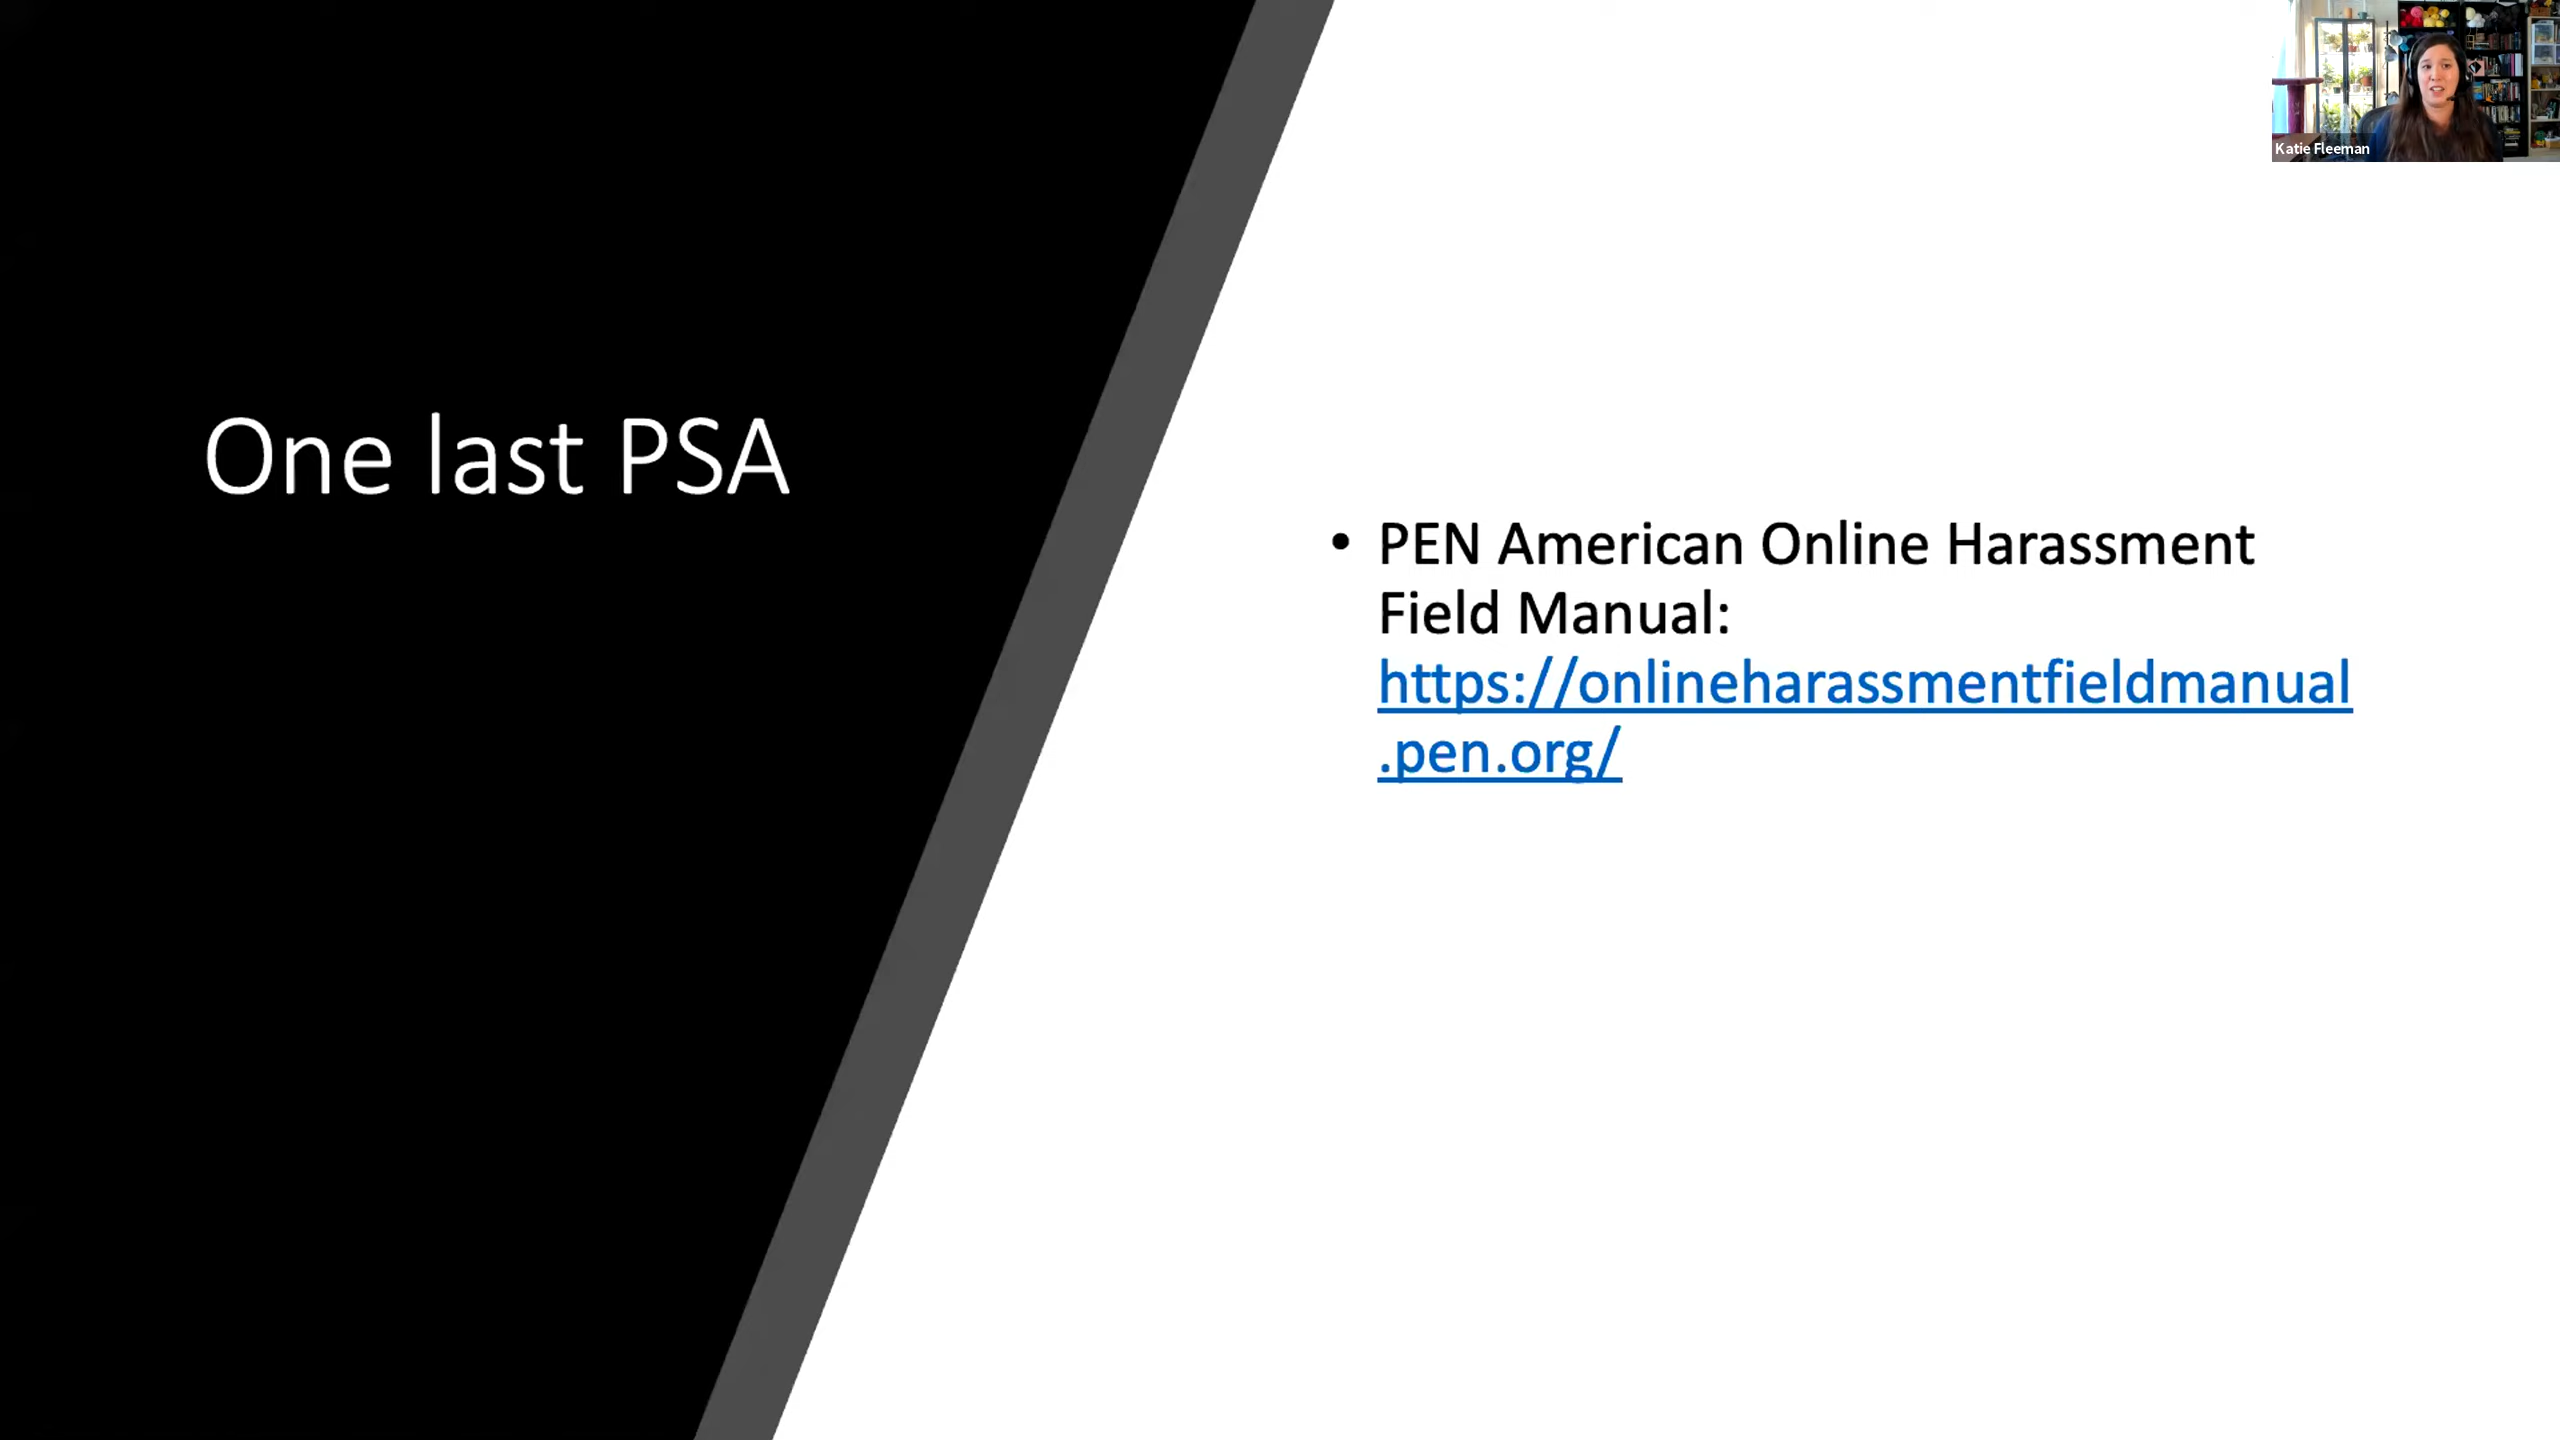 One last PSA
• PEN American Online Harassment
Field Manual:
https://onlineharassmentfieldmanual
.pen.org/
Katie Fleeman